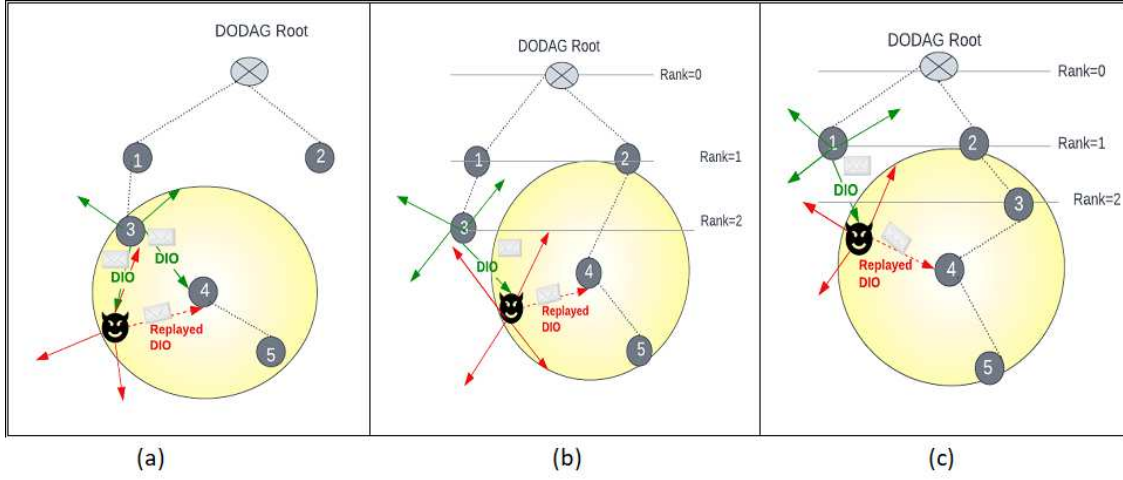 DODAG Root
1
2
3
DIO
DIO
4
Replayed
DIO
5
(a)
DODAG Root
Rank=0
1
2
Rank=1
3
Rank=2
DIO
4
Replayed
DIO
5
(b)
DODAG Root
Rank=0
1
2
Rank=1
DIO
3
Rank=2
4
Replayed
DIO
5
(c)